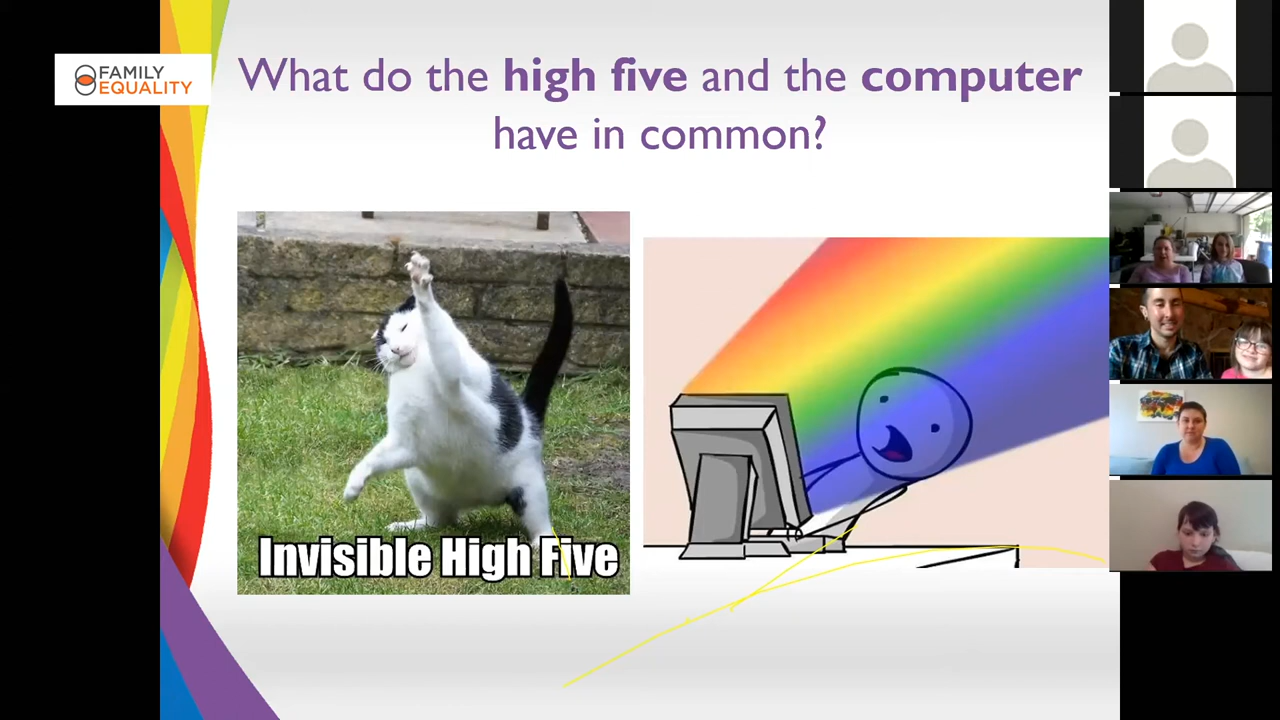 FAMILY
EQUALITY
What do the high five and the computer
have in common?
Invisible High Five